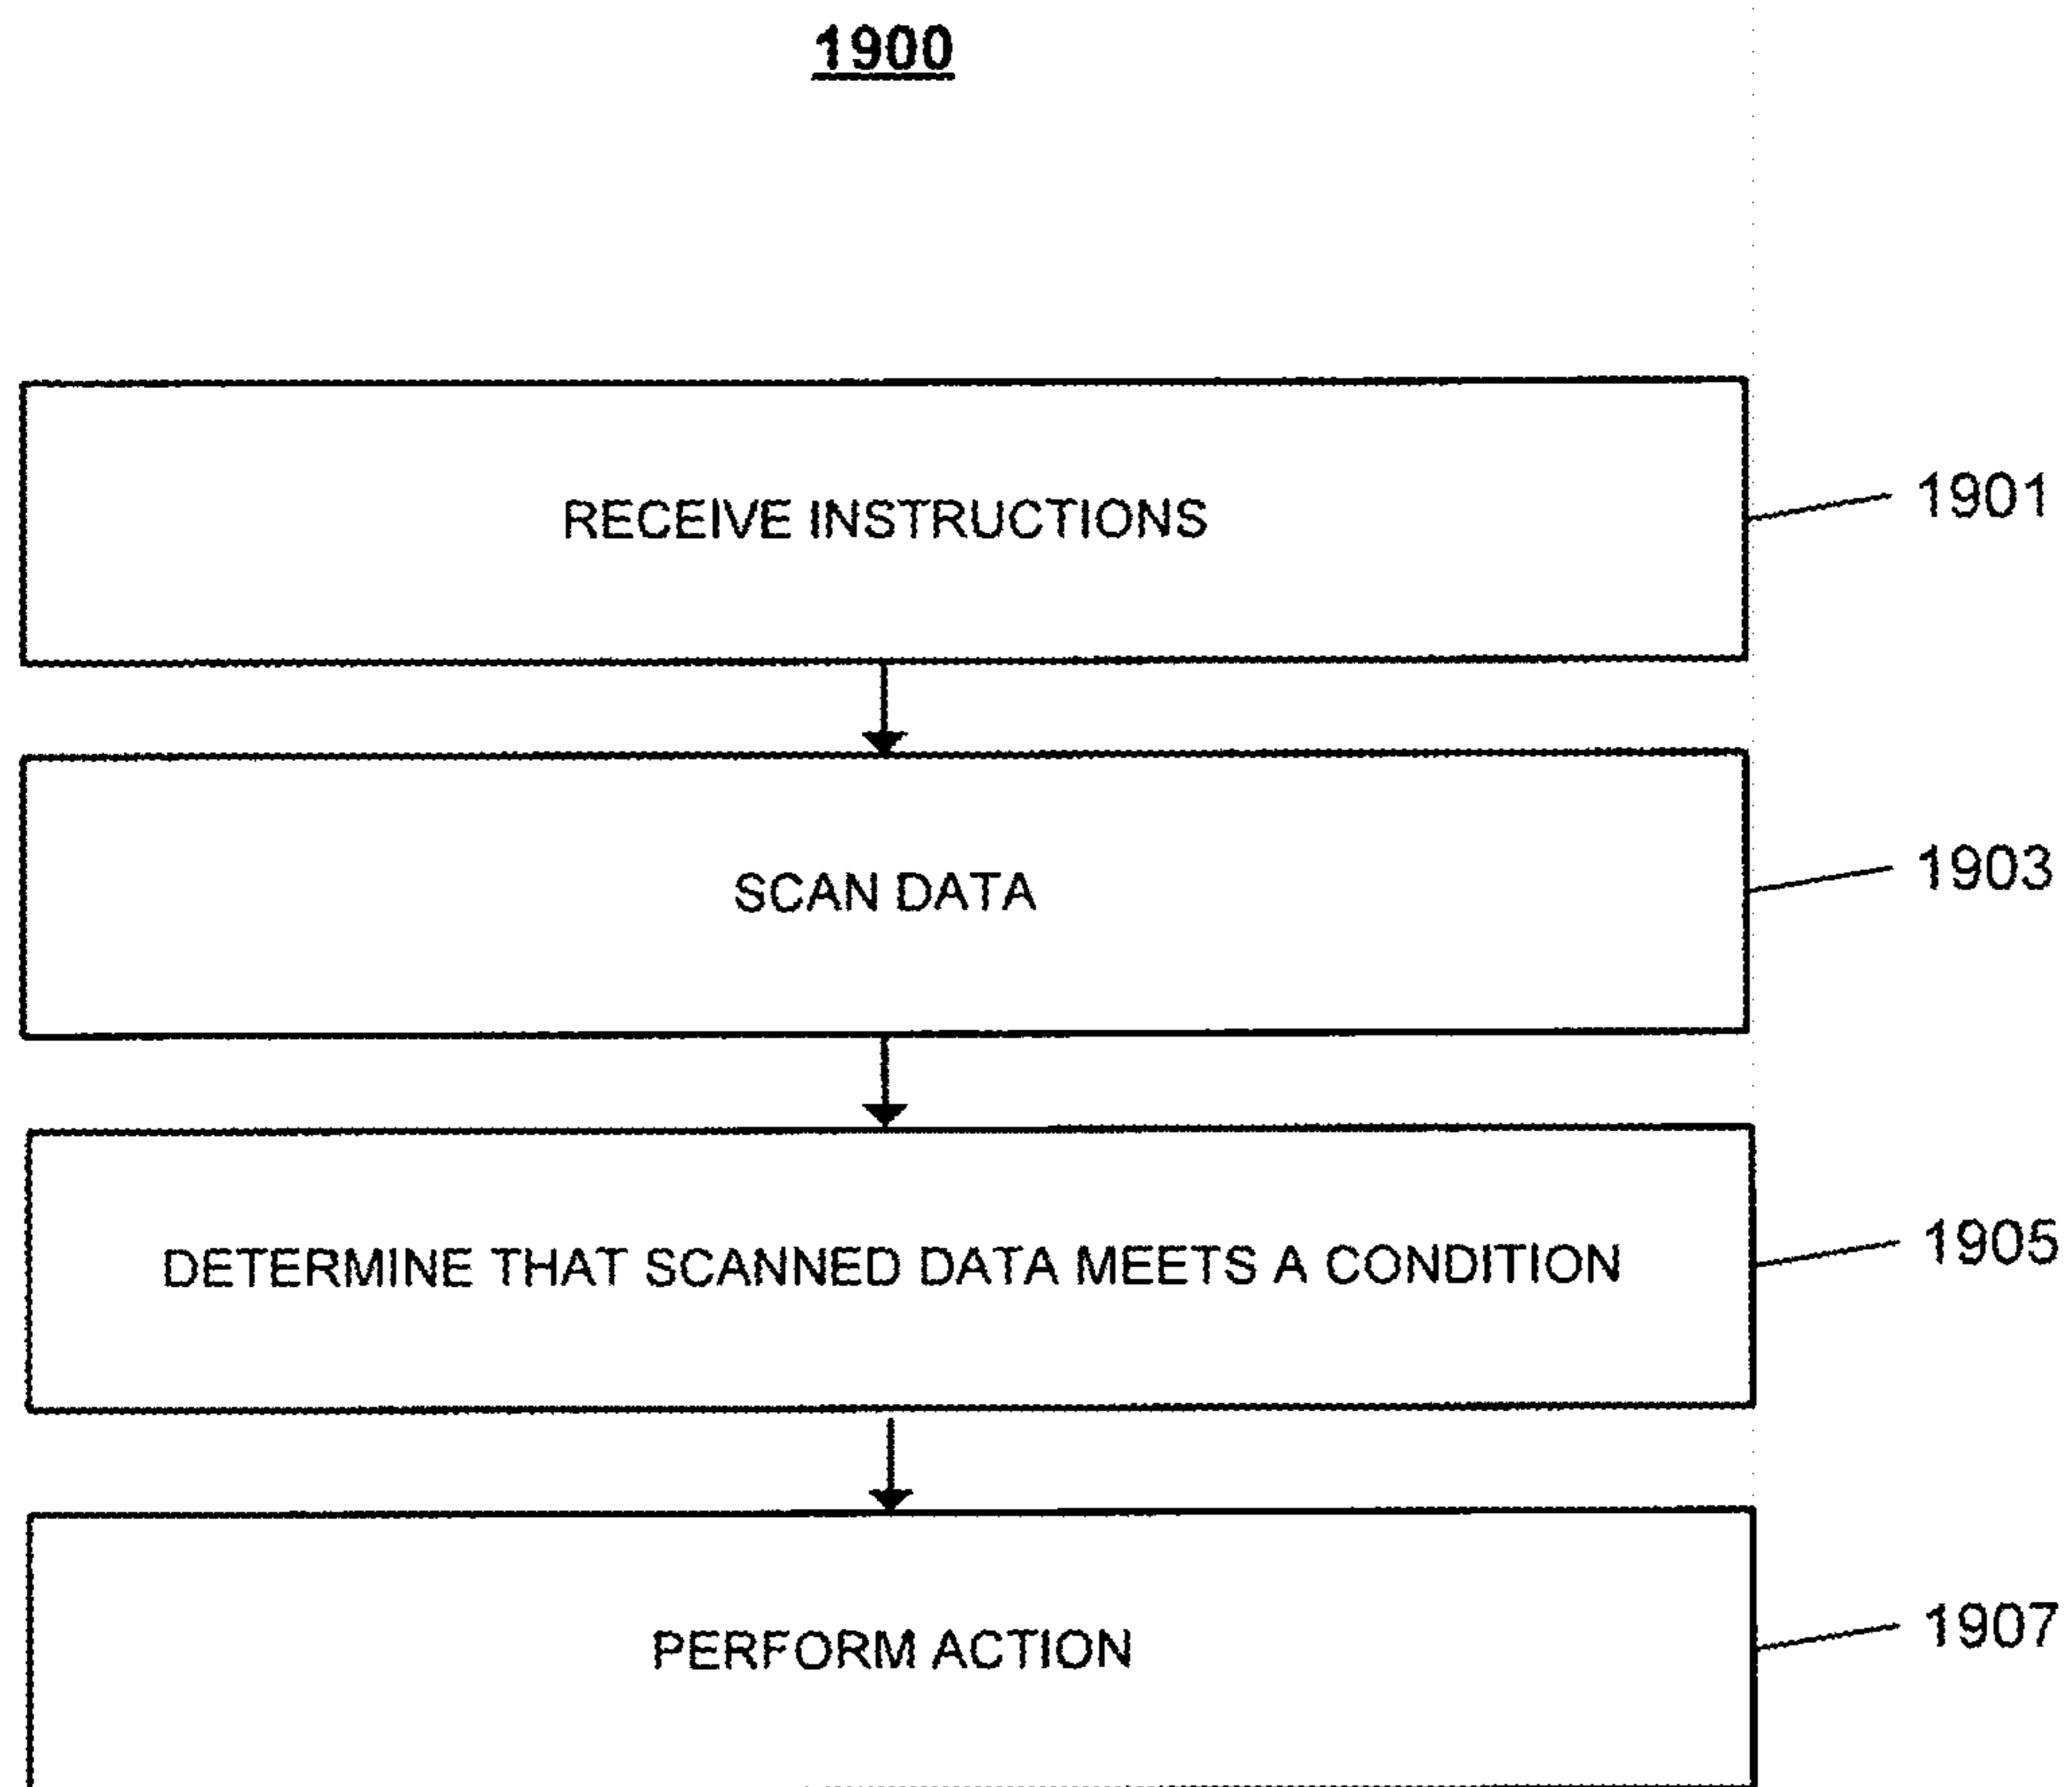 1900
RECEIVE INSTRUCTIONS
1901
SCAN DATA
1903
DETERMINE THAT SCANNED DATA MEETS A CONDITION
1905
PERFORM ACTION
1907